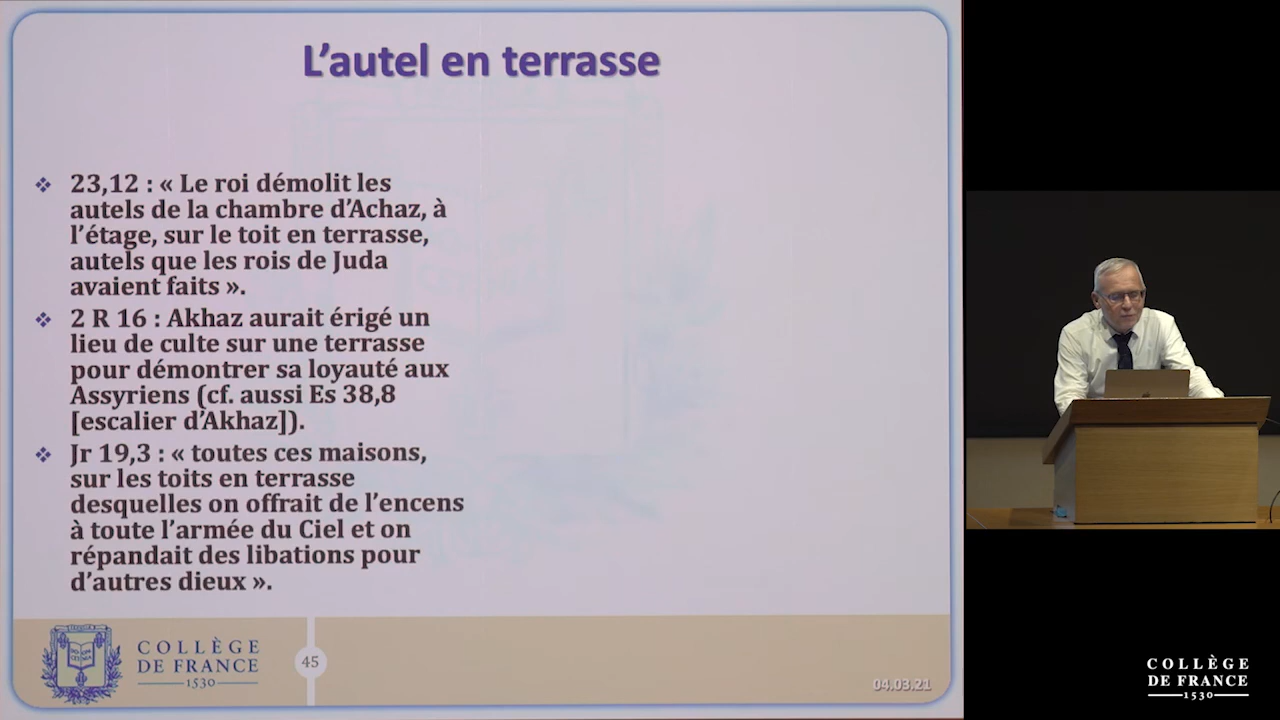 L'autel en terrasse
❖ 23,12 : « Le roi démolit les
autels de la chambre d'Achaz, à
l'étage, sur le toit en terrasse,
autels que les rois de Juda
avaient faits ».
❖ 2 R 16 : Akhaz aurait érigé un
lieu de culte sur une terrasse
pour démontrer sa loyauté aux
Assyriens (cf. aussi Es 38,8
[escalier d'Akhaz]).
❖ Jr 19,3 : « toutes ces maisons,
sur les toits en terrasse
desquelles on offrait de l'encens
à toute l'armée du Ciel et on
répandait des libations pour
d'autres dieux ».
COLLÈGE
DE FRANCE
1530
45
04.03.21
COLLÈGE
DE FRANCE
1530